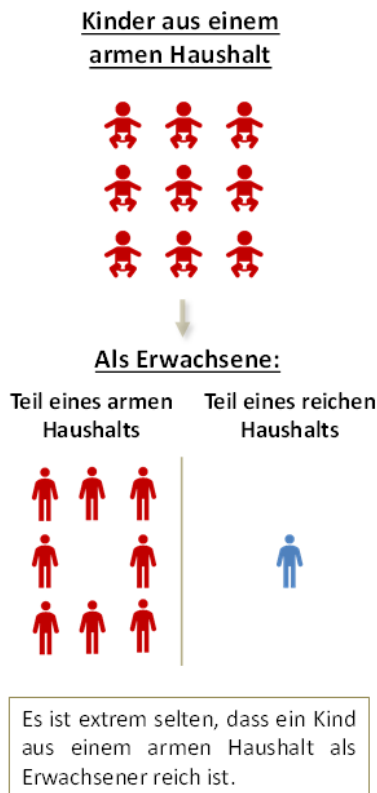 Kinder aus einem
armen Haushalt
Als Erwachsene:
Teil eines armen
Haushalts
Teil eines reichen
Haushalts
Es ist extrem selten, dass ein Kind
aus einem armen Haushalt als
Erwachsener reich ist.